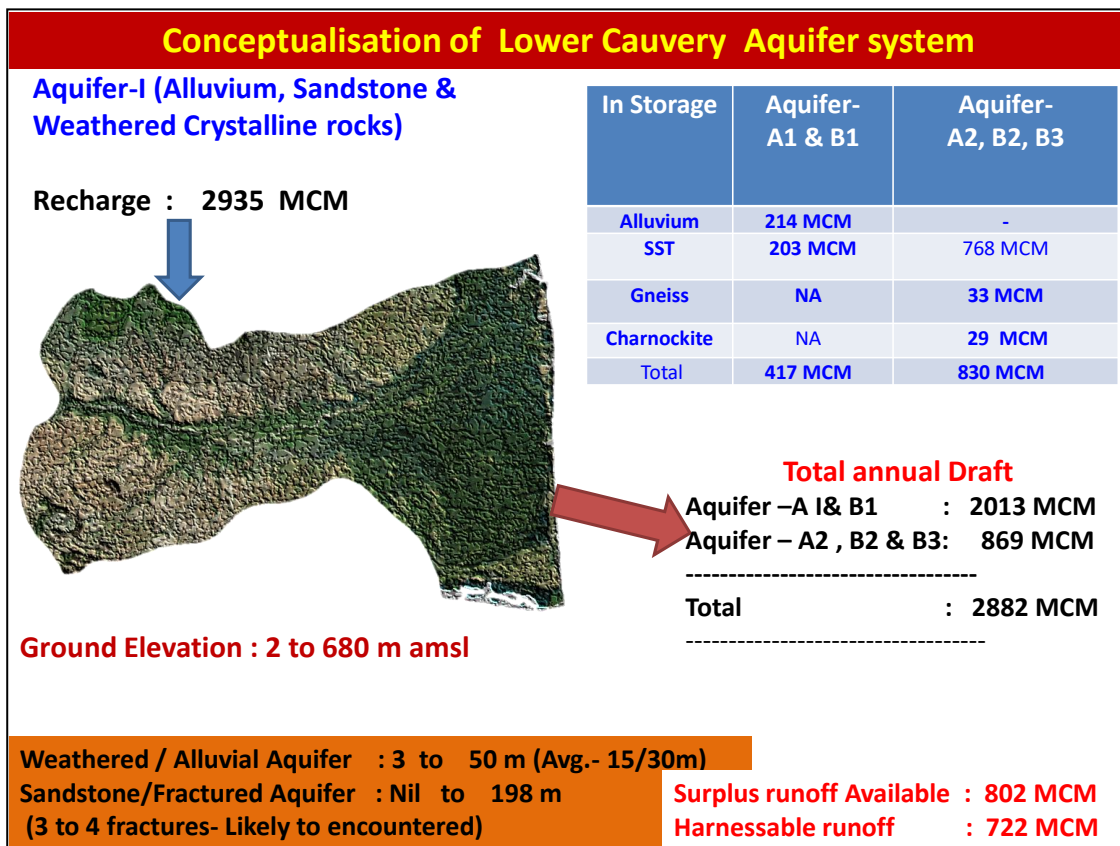 Conceptualisation of Lower Cauvery Aquifer system
Aquifer-I (Alluvium, Sandstone &
Weathered Crystalline rocks)
Recharge : 2935 MCM
In Storage Aquifer- Aquifer-
A1 & B1 A2, B2, B3
Alluvium 214 MCM -
SST 203 MCM 768 MCM
Gneiss NA 33 MCM
Charnockite NA 29 MCM
Total 417 MCM 830 MCM
Total annual Draft
Aquifer –A I& B1 : 2013 MCM
Aquifer – A2 , B2 & B3: 869 MCM
----------------------------------
Total : 2882 MCM
-----------------------------------
Ground Elevation : 2 to 680 m amsl
Weathered / Alluvial Aquifer : 3 to 50 m (Avg.- 15/30m)
Sandstone/Fractured Aquifer : Nil to 198 m
(3 to 4 fractures- Likely to encountered)
Surplus runoff Available : 802 MCM
Harnessable runoff : 722 MCM